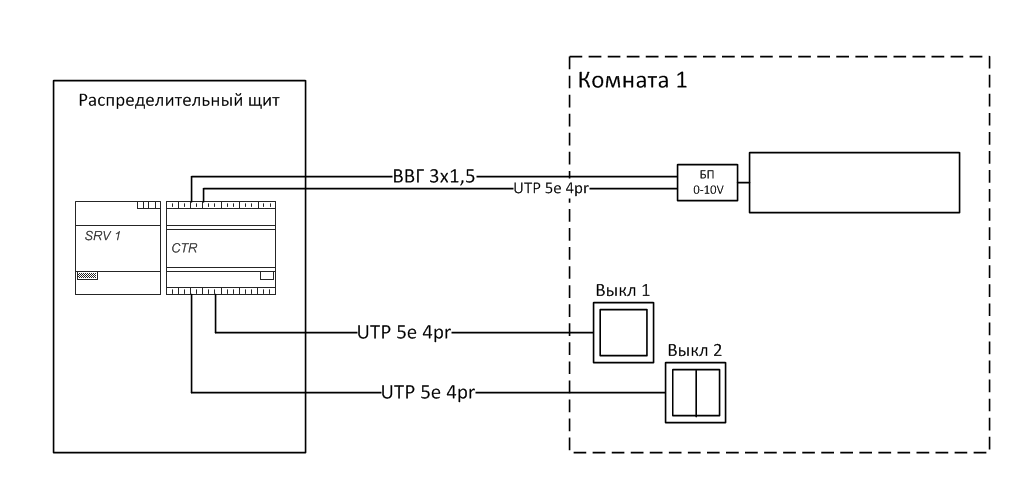 Комната 1
Распределительный щит
ВВГ 3х1,5
UTP 5e 4pr
БП
0-10V
SRV 1
CTR
Выкл 1
UTP 5e 4pr
Выкл 2
UTP 5e 4pr